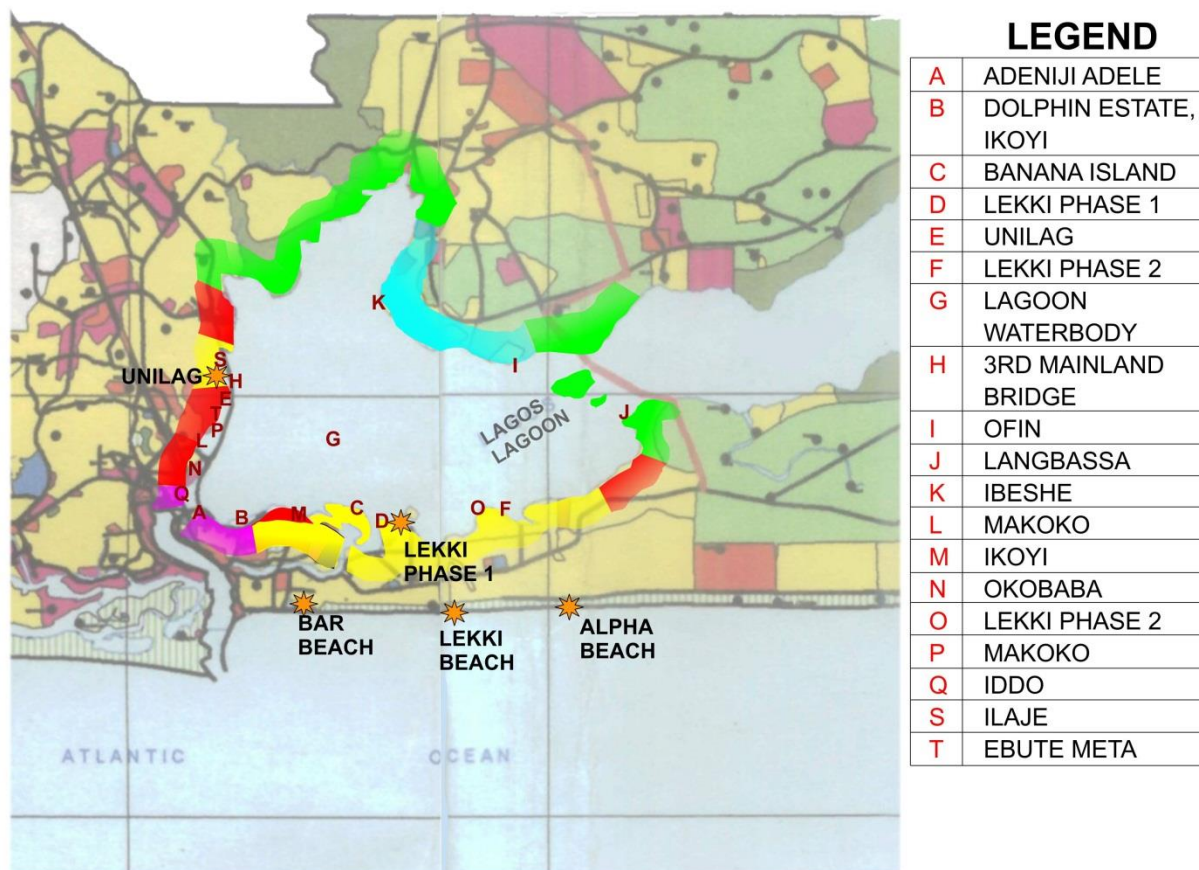 LEGEND
A ADENIJI ADELE
B DOLPHIN ESTATE,
IKOYI
C BANANA ISLAND
D LEKKI PHASE 1
E UNILAG
F LEKKI PHASE 2
G LAGOON
WATERBODY
H 3RD MAINLAND
BRIDGE
I OFIN
J LANGBASSA
K IBESHE
L MAKOKO
M IKOYI
N OKOBABA
O LEKKI PHASE 2
P MAKOKO
Q IDDO
S ILAJE
T EBUTE META
K
I
S
UNILAG
H
E
T
P
L
N
Q
G
LAGOS
LAGOON
J
A
B
M
C
D
O
F
LEKKI
PHASE 1
BAR
BEACH
LEKKI
BEACH
ALPHA
BEACH
ATLANTIC OCEAN